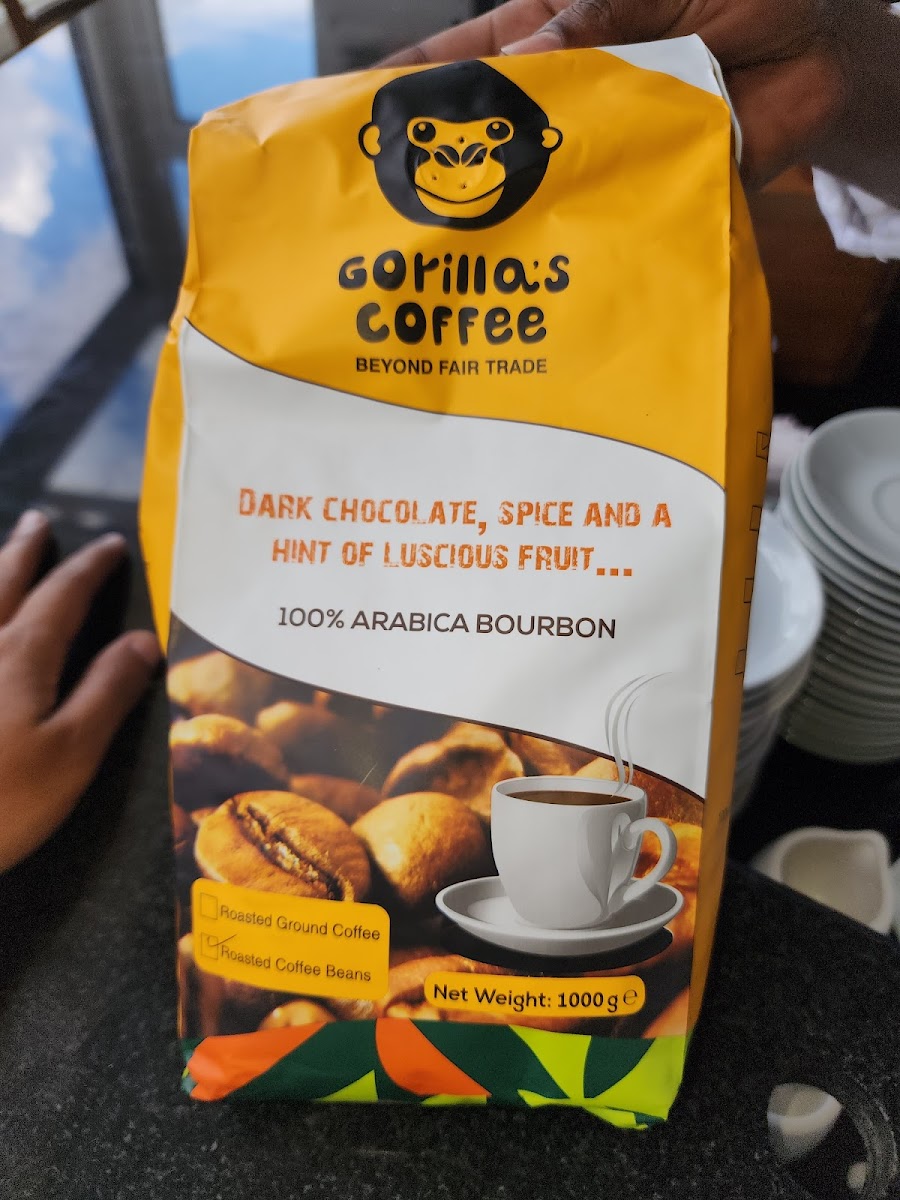 Gorilla's
Coffee
BEYOND FAIR TRADE
DARK CHOCOLATE, SPICE AND A
HINT OF LUSCIOUS FRUIT...
100% ARABICA BOURBON
Roasted Ground Coffee
Roasted Coffee Beans
Net Weight: 1000g ℮